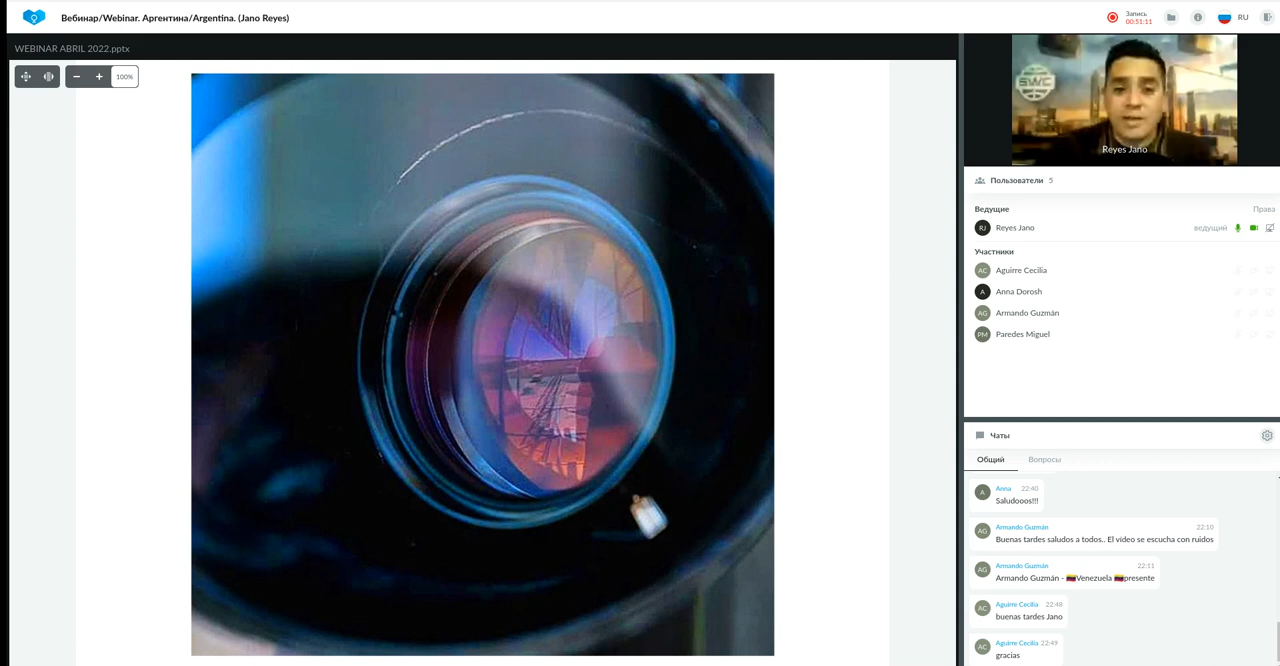 Вебинар/Webinar. Аргентина/Argentina. (Jano Reyes)
Запись
00:51:11
RU
WEBINAR ABRIL 2022.pptx
100%
SWC
Reyes Jano
Пользователи 5
Ведущие Права
RJ Reyes Jano ведущий
Участники
AC Aguirre Cecilia
A Anna Dorosh
AG Armando Guzmán
PM Paredes Miguel
Чаты
Общий Вопросы
A Anna 22:40
Saludooos!!!
AG Armando Guzmán 22:10
Buenas tardes saludos a todos.. El vídeo se escucha con ruidos
AG Armando Guzmán 22:11
Armando Guzmán - 🇻🇪Venezuela 🇻🇪presente
AC Aguirre Cecilia 22:48
buenas tardes Jano
AC Aguirre Cecilia 22:49
gracias